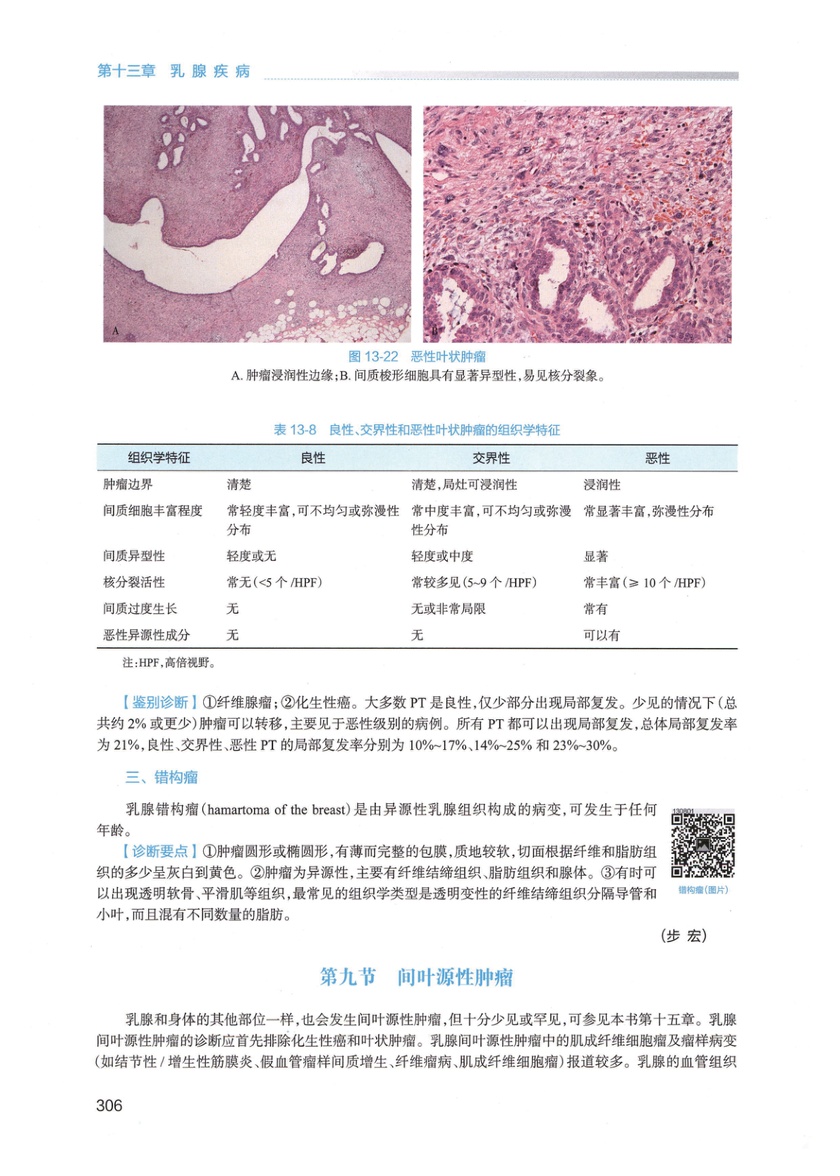 第十三章 乳腺疾病
A
B
图 13-22 恶性叶状肿瘤
A. 肿瘤浸润性边缘;B. 间质梭形细胞具有显著异型性,易见核分裂象。
表 13-8 良性、交界性和恶性叶状肿瘤的组织学特征
组织学特征 良性 交界性 恶性
肿瘤边界 清楚 清楚,局灶可浸润性 浸润性
间质细胞丰富程度 常轻度丰富,可不均匀或弥漫性 常中度丰富,可不均匀或弥漫 常显著丰富,弥漫性分布
分布 性分布
间质异型性 轻度或无 轻度或中度 显著
核分裂活性 常无(<5 个 /HPF) 常较多见(5~9 个 /HPF) 常丰富(≥ 10 个 /HPF)
间质过度生长 无 无或非常局限 常有
恶性异源性成分 无 无 可以有
注:HPF,高倍视野。
【鉴别诊断】①纤维腺瘤;②化生性癌。大多数 PT 是良性,仅少部分出现局部复发。少见的情况下(总
共约 2% 或更少)肿瘤可以转移,主要见于恶性级别的病例。所有 PT 都可以出现局部复发,总体局部复发率
为 21%,良性、交界性、恶性 PT 的局部复发率分别为 10%~17%、14%~25% 和 23%~30%。
三、错构瘤
乳腺错构瘤(hamartoma of the breast)是由异源性乳腺组织构成的病变,可发生于任何
年龄。
130801
【诊断要点】①肿瘤圆形或椭圆形,有薄而完整的包膜,质地较软,切面根据纤维和脂肪组
织的多少呈灰白到黄色。②肿瘤为异源性,主要有纤维结缔组织、脂肪组织和腺体。③有时可
以出现透明软骨、平滑肌等组织,最常见的组织学类型是透明变性的纤维结缔组织分隔导管和
小叶,而且混有不同数量的脂肪。
错构瘤(图片)
(步 宏)
第九节 间叶源性肿瘤
乳腺和身体的其他部位一样,也会发生间叶源性肿瘤,但十分少见或罕见,可参见本书第十五章。乳腺
间叶源性肿瘤的诊断应首先排除化生性癌和叶状肿瘤。乳腺间叶源性肿瘤中的肌成纤维细胞瘤及瘤样病变
(如结节性 / 增生性筋膜炎、假血管瘤样间质增生、纤维瘤病、肌成纤维细胞瘤)报道较多。乳腺的血管组织
306